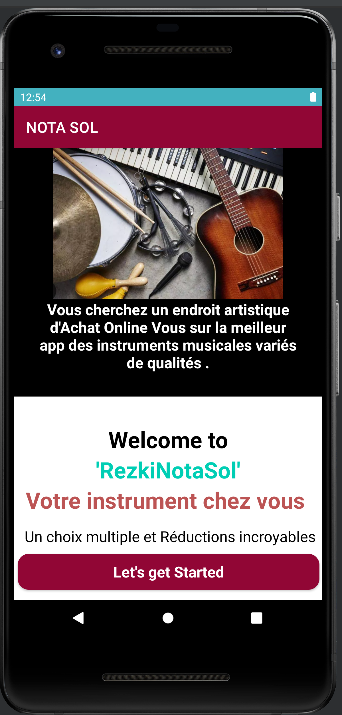 12:54
NOTA SOL
Vous cherchez un endroit artistique
d'Achat Online Vous sur la meilleur
app des instruments musicales variés
de qualités .
Welcome to
'RezkiNotaSol'
Votre instrument chez vous
Un choix multiple et Réductions incroyables
Let's get Started